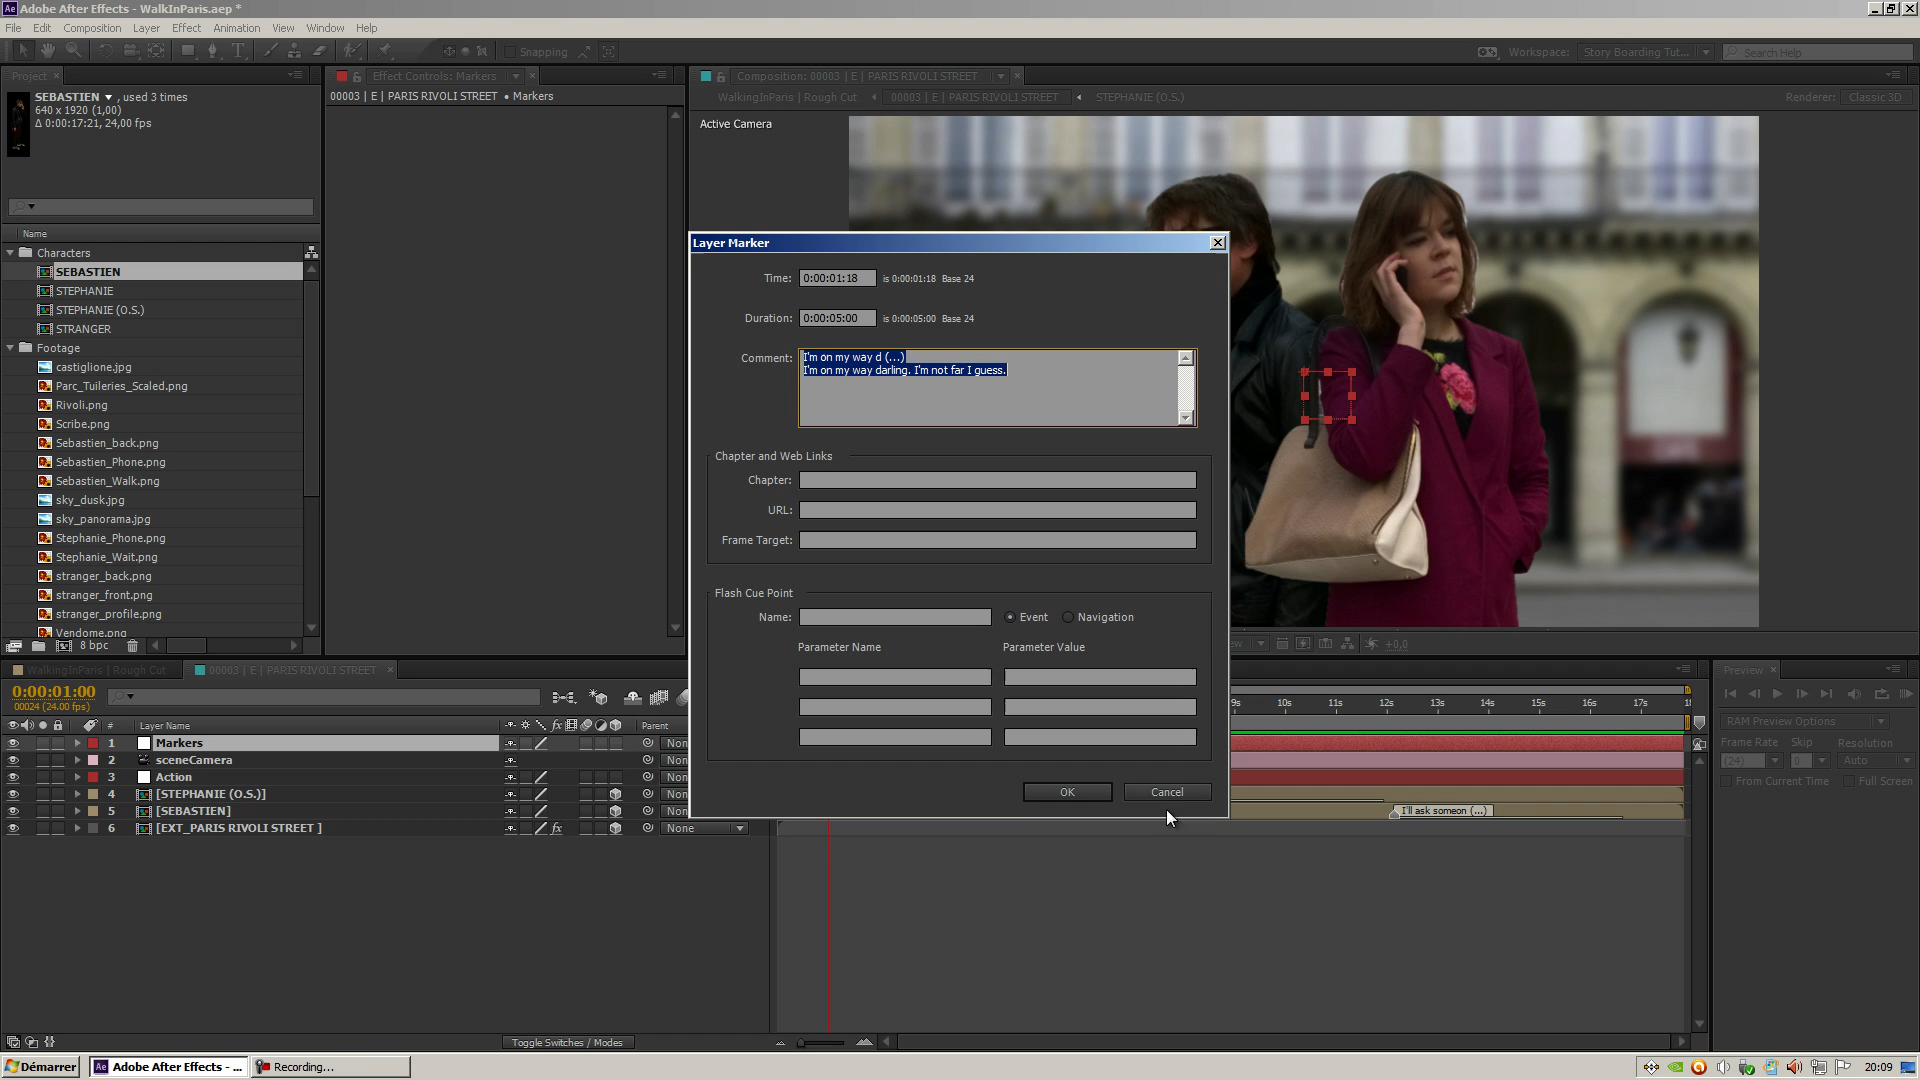 Adobe After Effects - WalkInParis.aep *
File Edit Composition Layer Effect Animation View Window Help
Snapping
Workspace: Story Boarding Tut...
Search Help
Project
Effect Controls: Markers
Composition: 00003 | E | PARIS RIVOLI STREET
SEBASTIEN , used 3 times
640 x 1920 (1,00)
Δ 0:00:17:21, 24,00 fps
00003 | E | PARIS RIVOLI STREET • Markers
WalkingInParis | Rough Cut
00003 | E | PARIS RIVOLI STREET
STEPHANIE (O.S.)
Renderer: Classic 3D
Active Camera
Name
Characters
SEBASTIEN
STEPHANIE
STEPHANIE (O.S.)
STRANGER
Footage
castiglione.jpg
Parc_Tuileries_Scaled.png
Rivoli.png
Scribe.png
Sebastien_back.png
Sebastien_Phone.png
Sebastien_Walk.png
sky_dusk.jpg
sky_panorama.jpg
Stephanie_Phone.png
Stephanie_Wait.png
stranger_back.png
stranger_front.png
stranger_profile.png
Vendome.png
8 bpc
Layer Marker
Time: 0:00:01:18 is 0:00:01:18 Base 24
Duration: 0:00:05:00 is 0:00:05:00 Base 24
Comment: I'm on my way d (...)
I'm on my way darling. I'm not far I guess.
Chapter and Web Links
Chapter:
URL:
Frame Target:
Flash Cue Point
Name:
Event
Navigation
Parameter Name
Parameter Value
OK
Cancel
+0,0
WalkingInParis | Rough Cut
00003 | E | PARIS RIVOLI STREET
0:00:01:00
00024 (24.00 fps)
# Layer Name
Parent
1 Markers
2 sceneCamera
3 Action
4 [STEPHANIE (O.S.)]
5 [SEBASTIEN]
6 [EXT_PARIS RIVOLI STREET ]
None
10s 11s 12s 13s 14s 15s 16s 17s
I'll ask someon (...)
Preview
RAM Preview Options
Frame Rate Skip Resolution
(24) 0 Auto
From Current Time
Full Screen
Toggle Switches / Modes
Démarrer
Adobe After Effects - ...
Recording...
20:09